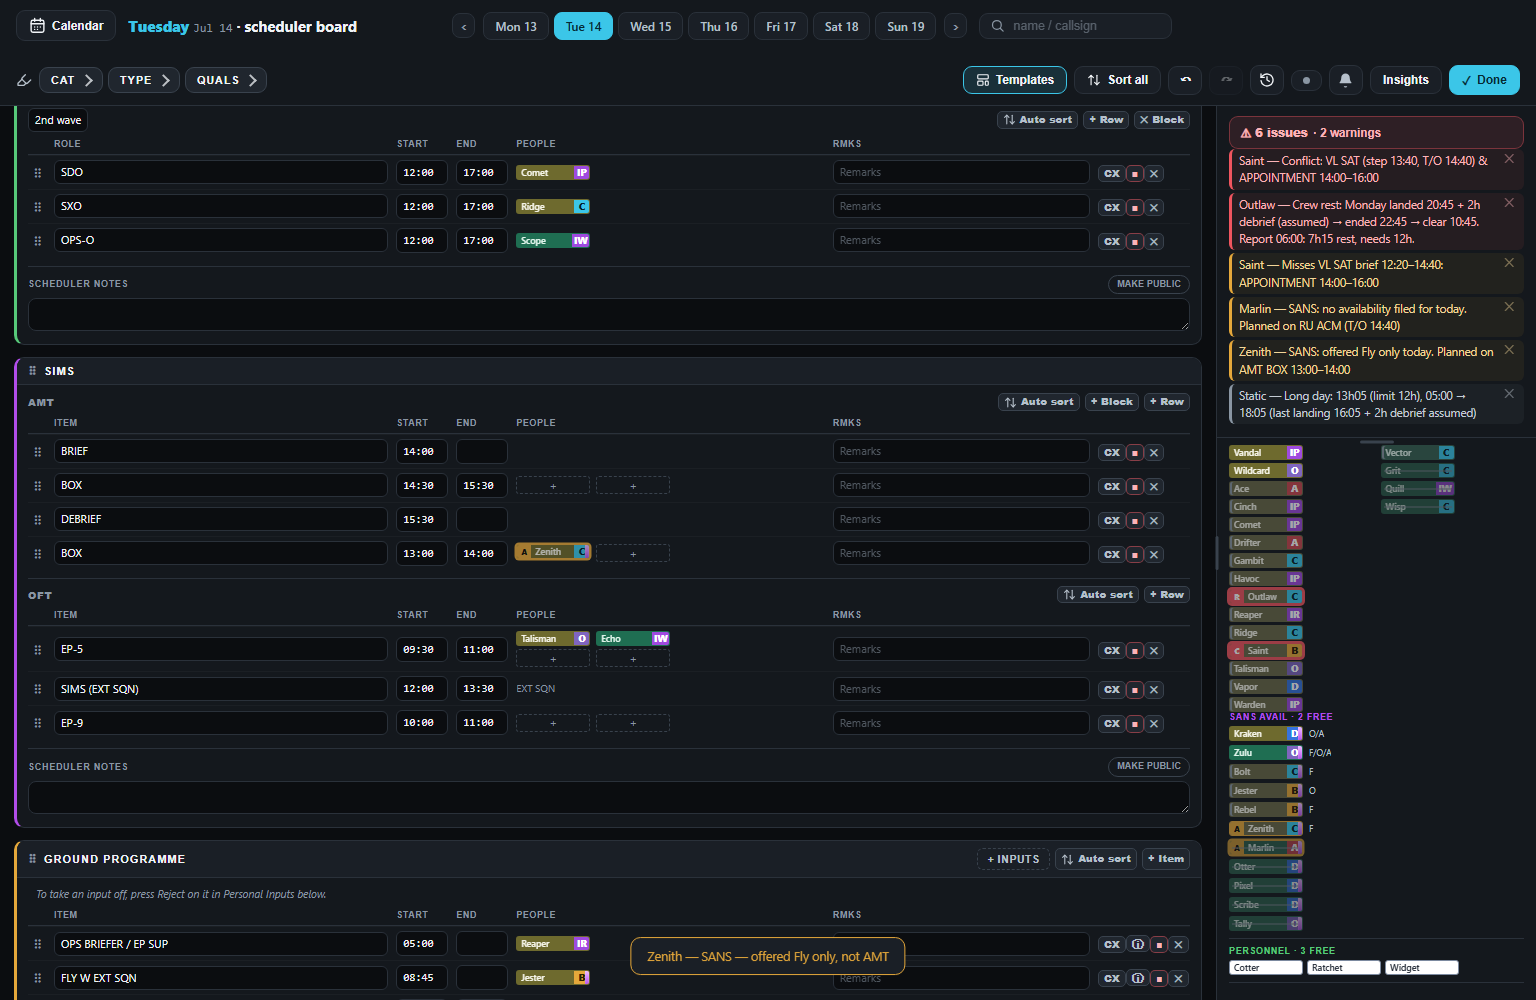 Calendar
Tuesday Jul 14 · scheduler board
‹ Mon 13 Tue 14 Wed 15 Thu 16 Fri 17 Sat 18 Sun 19 ›
name / callsign
CAT TYPE QUALS
Templates Sort all Insights ✓ Done
2nd wave
Auto sort + Row ✕ Block
ROLE START END PEOPLE RMKS
SDO 12:00 17:00 Comet IP Remarks CX ✕
SXO 12:00 17:00 Ridge C Remarks CX ✕
OPS-O 12:00 17:00 Scope IW Remarks CX ✕
SCHEDULER NOTES MAKE PUBLIC
SIMS
AMT Auto sort + Block + Row
ITEM START END PEOPLE RMKS
BRIEF 14:00 Remarks CX ✕
BOX 14:30 15:30 + + Remarks CX ✕
DEBRIEF 15:30 Remarks CX ✕
BOX 13:00 14:00 A Zenith C + Remarks CX ✕
OFT Auto sort + Row
ITEM START END PEOPLE RMKS
EP-5 09:30 11:00 Talisman O Echo IW Remarks CX ✕
+ +
SIMS (EXT SQN) 12:00 13:30 EXT SQN Remarks CX ✕
EP-9 10:00 11:00 + + Remarks CX ✕
SCHEDULER NOTES MAKE PUBLIC
GROUND PROGRAMME + INPUTS Auto sort + Item
To take an input off, press Reject on it in Personal Inputs below.
ITEM START END PEOPLE RMKS
OPS BRIEFER / EP SUP 05:00 Reaper IR CX ✕
FLY W EXT SQN 08:45 Jester B Remarks CX ✕
Zenith — SANS — offered Fly only, not AMT
⚠ 6 issues · 2 warnings
Saint — Conflict: VL SAT (step 13:40, T/O 14:40) &
APPOINTMENT 14:00–16:00
Outlaw — Crew rest: Monday landed 20:45 + 2h
debrief (assumed) → ended 22:45 → clear 10:45.
Report 06:00: 7h15 rest, needs 12h.
Saint — Misses VL SAT brief 12:20–14:40:
APPOINTMENT 14:00–16:00
Marlin — SANS: no availability filed for today.
Planned on RU ACM (T/O 14:40)
Zenith — SANS: offered Fly only today. Planned on
AMT BOX 13:00–14:00
Static — Long day: 13h05 (limit 12h), 05:00 →
18:05 (last landing 16:05 + 2h debrief assumed)
Vandal IP Vector C
Wildcard O Grit C
Ace A Quill IW
Cinch IP Wisp C
Comet IP
Drifter A
Gambit C
Havoc IP
R Outlaw C
Reaper IR
Ridge C
C Saint B
Talisman O
Vapor D
Warden IP
SANS AVAIL · 2 FREE
Kraken D O/A
Zulu O F/O/A
Bolt C F
Jester B O
Rebel B F
A Zenith C F
A Marlin A
Otter D
Pixel D
Scribe D
Tally O
PERSONNEL · 3 FREE
Cotter Ratchet Widget